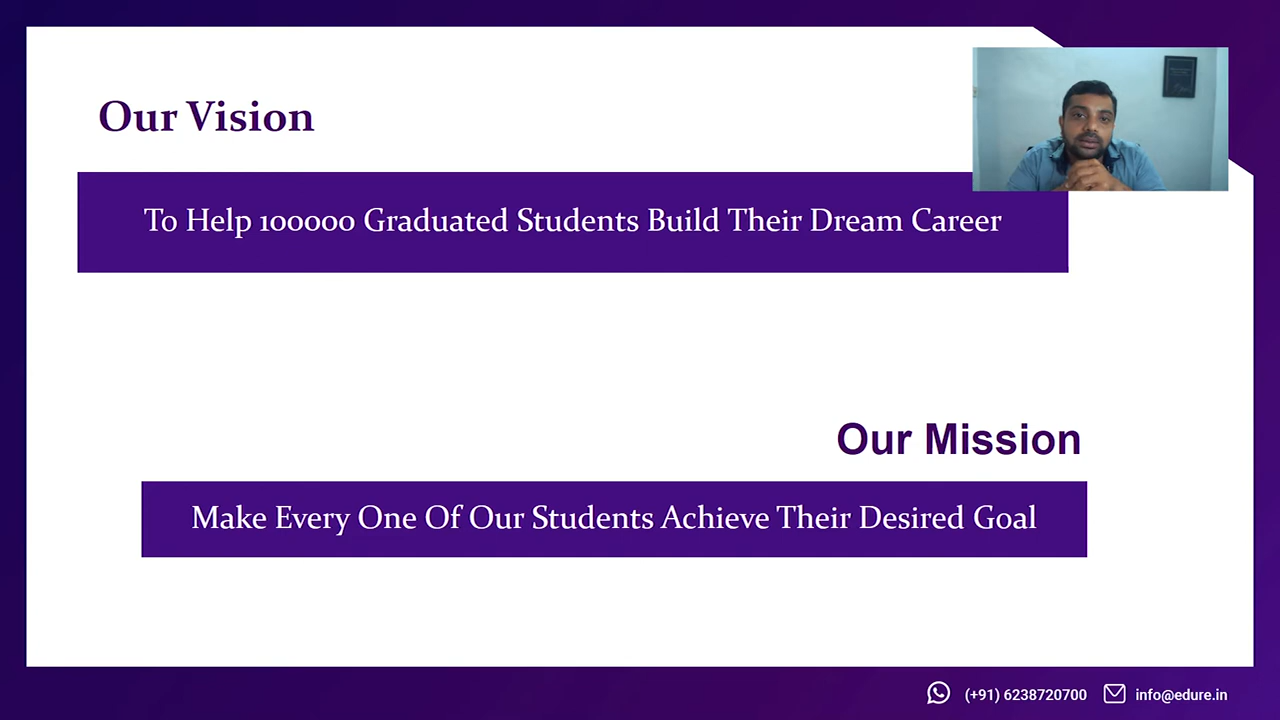 Our Vision
To Help 100000 Graduated Students Build Their Dream Career
Our Mission
Make Every One Of Our Students Achieve Their Desired Goal
(+91) 6238720700
info@edure.in